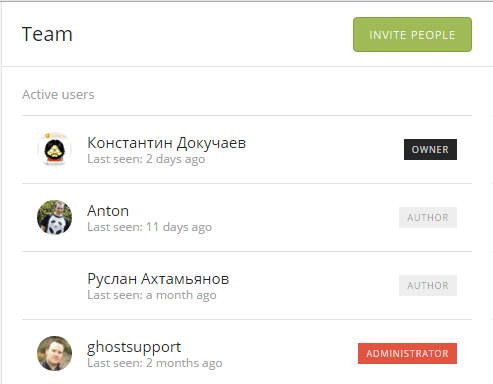 Team
INVITE PEOPLE
Active users
Константин Докучаев
Last seen: 2 days ago
OWNER
Anton
Last seen: 11 days ago
AUTHOR
Руслан Ахтамьянов
Last seen: a month ago
AUTHOR
ghostsupport
Last seen: 2 months ago
ADMINISTRATOR